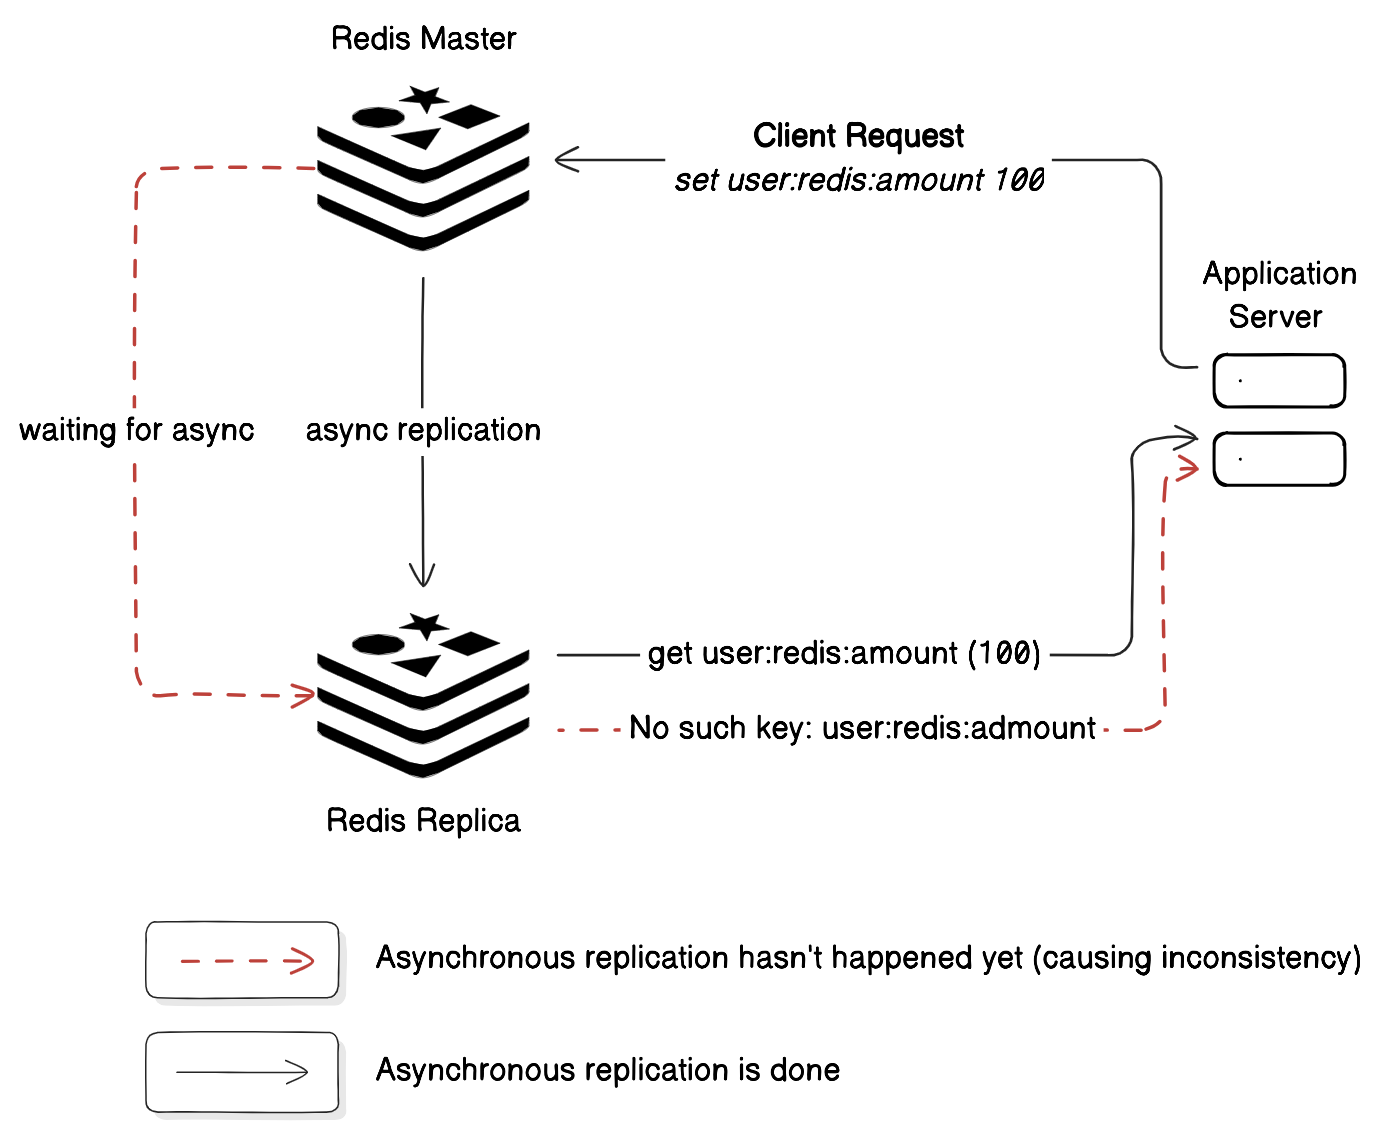 Redis Master
Client Request
set user:redis:amount 100
Application
Server
waiting for async
async replication
get user:redis:amount (100)
No such key: user:redis:admount
Redis Replica
Asynchronous replication hasn't happened yet (causing inconsistency)
Asynchronous replication is done